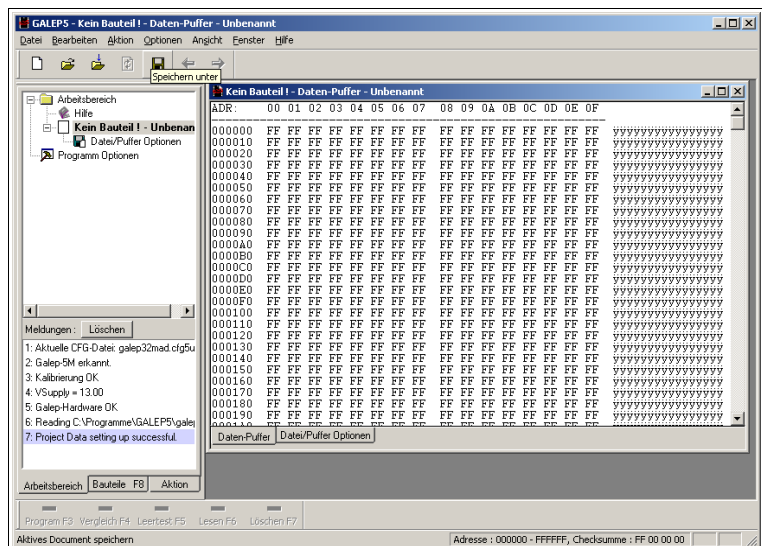 GALEP5 - Kein Bauteil ! - Daten-Puffer - Unbenannt
Datei Bearbeiten Aktion Optionen Ansicht Fenster Hilfe
Speichern unter
Arbeitsbereich
Hilfe
Kein Bauteil ! - Unbenan
Datei/Puffer Optionen
Programm Optionen
Meldungen : Löschen
1: Aktuelle CFG-Datei: galep32mad.cfg5u
2: Galep-5M erkannt.
3: Kalibrierung OK
4: VSupply = 13.00
5: Galep-Hardware OK
6: Reading C:\Programme\GALEP5\galep
7: Project Data setting up successful.
Arbeitsbereich Bauteile F8 Aktion
Kein Bauteil ! - Daten-Puffer - Unbenannt
ADR: 00 01 02 03 04 05 06 07 08 09 0A 0B 0C 0D 0E 0F
000000 FF FF FF FF FF FF FF FF FF FF FF FF FF FF FF FF ÿÿÿÿÿÿÿÿÿÿÿÿÿÿÿÿ
000010 FF FF FF FF FF FF FF FF FF FF FF FF FF FF FF FF ÿÿÿÿÿÿÿÿÿÿÿÿÿÿÿÿ
000020 FF FF FF FF FF FF FF FF FF FF FF FF FF FF FF FF ÿÿÿÿÿÿÿÿÿÿÿÿÿÿÿÿ
000030 FF FF FF FF FF FF FF FF FF FF FF FF FF FF FF FF ÿÿÿÿÿÿÿÿÿÿÿÿÿÿÿÿ
000040 FF FF FF FF FF FF FF FF FF FF FF FF FF FF FF FF ÿÿÿÿÿÿÿÿÿÿÿÿÿÿÿÿ
000050 FF FF FF FF FF FF FF FF FF FF FF FF FF FF FF FF ÿÿÿÿÿÿÿÿÿÿÿÿÿÿÿÿ
000060 FF FF FF FF FF FF FF FF FF FF FF FF FF FF FF FF ÿÿÿÿÿÿÿÿÿÿÿÿÿÿÿÿ
000070 FF FF FF FF FF FF FF FF FF FF FF FF FF FF FF FF ÿÿÿÿÿÿÿÿÿÿÿÿÿÿÿÿ
000080 FF FF FF FF FF FF FF FF FF FF FF FF FF FF FF FF ÿÿÿÿÿÿÿÿÿÿÿÿÿÿÿÿ
000090 FF FF FF FF FF FF FF FF FF FF FF FF FF FF FF FF ÿÿÿÿÿÿÿÿÿÿÿÿÿÿÿÿ
0000A0 FF FF FF FF FF FF FF FF FF FF FF FF FF FF FF FF ÿÿÿÿÿÿÿÿÿÿÿÿÿÿÿÿ
0000B0 FF FF FF FF FF FF FF FF FF FF FF FF FF FF FF FF ÿÿÿÿÿÿÿÿÿÿÿÿÿÿÿÿ
0000C0 FF FF FF FF FF FF FF FF FF FF FF FF FF FF FF FF ÿÿÿÿÿÿÿÿÿÿÿÿÿÿÿÿ
0000D0 FF FF FF FF FF FF FF FF FF FF FF FF FF FF FF FF ÿÿÿÿÿÿÿÿÿÿÿÿÿÿÿÿ
0000E0 FF FF FF FF FF FF FF FF FF FF FF FF FF FF FF FF ÿÿÿÿÿÿÿÿÿÿÿÿÿÿÿÿ
0000F0 FF FF FF FF FF FF FF FF FF FF FF FF FF FF FF FF ÿÿÿÿÿÿÿÿÿÿÿÿÿÿÿÿ
000100 FF FF FF FF FF FF FF FF FF FF FF FF FF FF FF FF ÿÿÿÿÿÿÿÿÿÿÿÿÿÿÿÿ
000110 FF FF FF FF FF FF FF FF FF FF FF FF FF FF FF FF ÿÿÿÿÿÿÿÿÿÿÿÿÿÿÿÿ
000120 FF FF FF FF FF FF FF FF FF FF FF FF FF FF FF FF ÿÿÿÿÿÿÿÿÿÿÿÿÿÿÿÿ
000130 FF FF FF FF FF FF FF FF FF FF FF FF FF FF FF FF ÿÿÿÿÿÿÿÿÿÿÿÿÿÿÿÿ
000140 FF FF FF FF FF FF FF FF FF FF FF FF FF FF FF FF ÿÿÿÿÿÿÿÿÿÿÿÿÿÿÿÿ
000150 FF FF FF FF FF FF FF FF FF FF FF FF FF FF FF FF ÿÿÿÿÿÿÿÿÿÿÿÿÿÿÿÿ
000160 FF FF FF FF FF FF FF FF FF FF FF FF FF FF FF FF ÿÿÿÿÿÿÿÿÿÿÿÿÿÿÿÿ
000170 FF FF FF FF FF FF FF FF FF FF FF FF FF FF FF FF ÿÿÿÿÿÿÿÿÿÿÿÿÿÿÿÿ
000180 FF FF FF FF FF FF FF FF FF FF FF FF FF FF FF FF ÿÿÿÿÿÿÿÿÿÿÿÿÿÿÿÿ
000190 FF FF FF FF FF FF FF FF FF FF FF FF FF FF FF FF ÿÿÿÿÿÿÿÿÿÿÿÿÿÿÿÿ
Daten-Puffer Datei/Puffer Optionen
Program F3 Vergleich F4 Leertest F5 Lesen F6 Löschen F7
Aktives Document speichern Adresse : 000000 - FFFFFF, Checksumme : FF 00 00 00